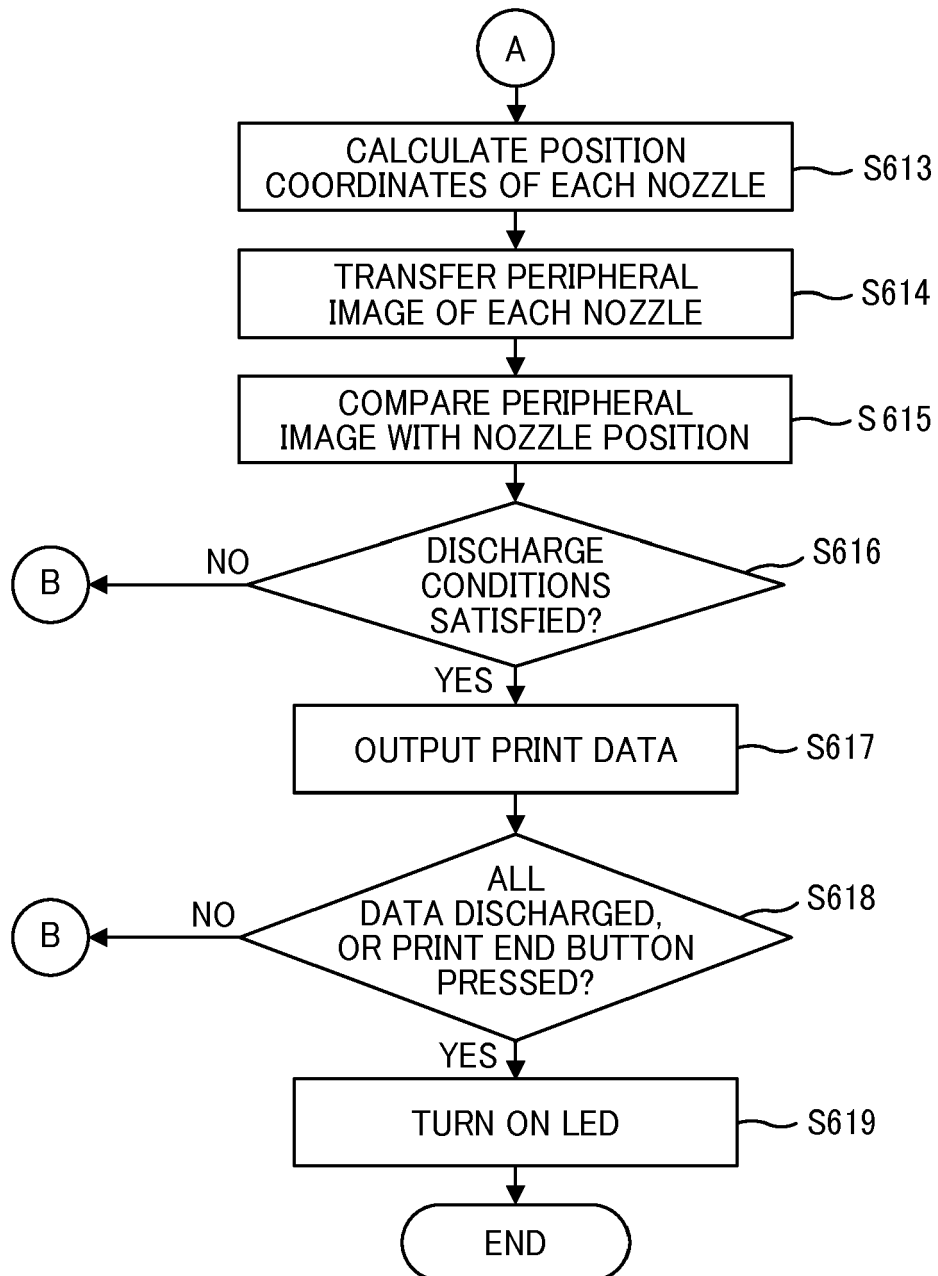 A
CALCULATE POSITION
COORDINATES OF EACH NOZZLE
S613
TRANSFER PERIPHERAL
IMAGE OF EACH NOZZLE
S614
COMPARE PERIPHERAL
IMAGE WITH NOZZLE POSITION
S615
DISCHARGE
CONDITIONS
SATISFIED?
S616
NO
B
YES
OUTPUT PRINT DATA
S617
ALL
DATA DISCHARGED,
OR PRINT END BUTTON
PRESSED?
S618
NO
B
YES
TURN ON LED
S619
END